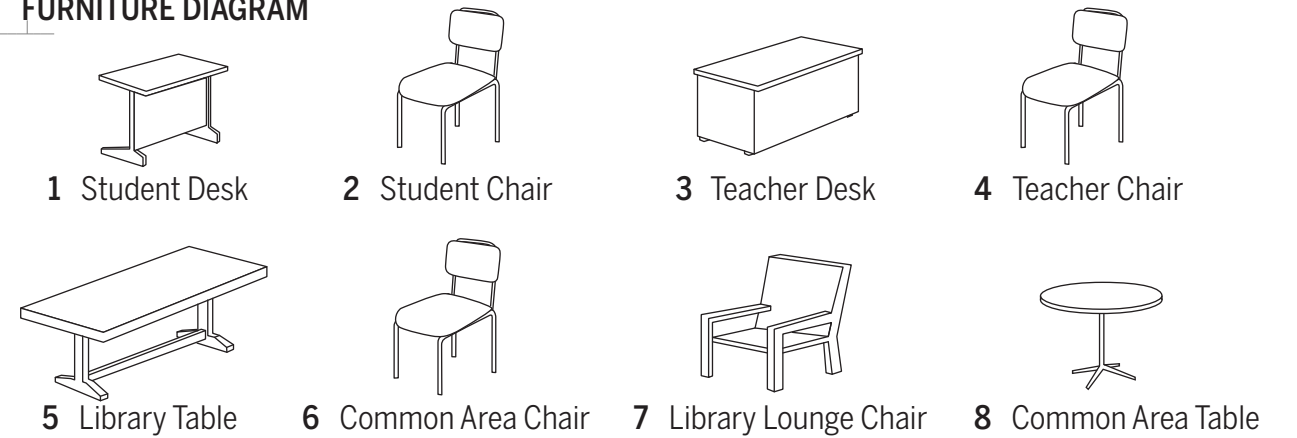 FURNITURE DIAGRAM
1 Student Desk
2 Student Chair
3 Teacher Desk
4 Teacher Chair
5 Library Table
6 Common Area Chair
7 Library Lounge Chair
8 Common Area Table